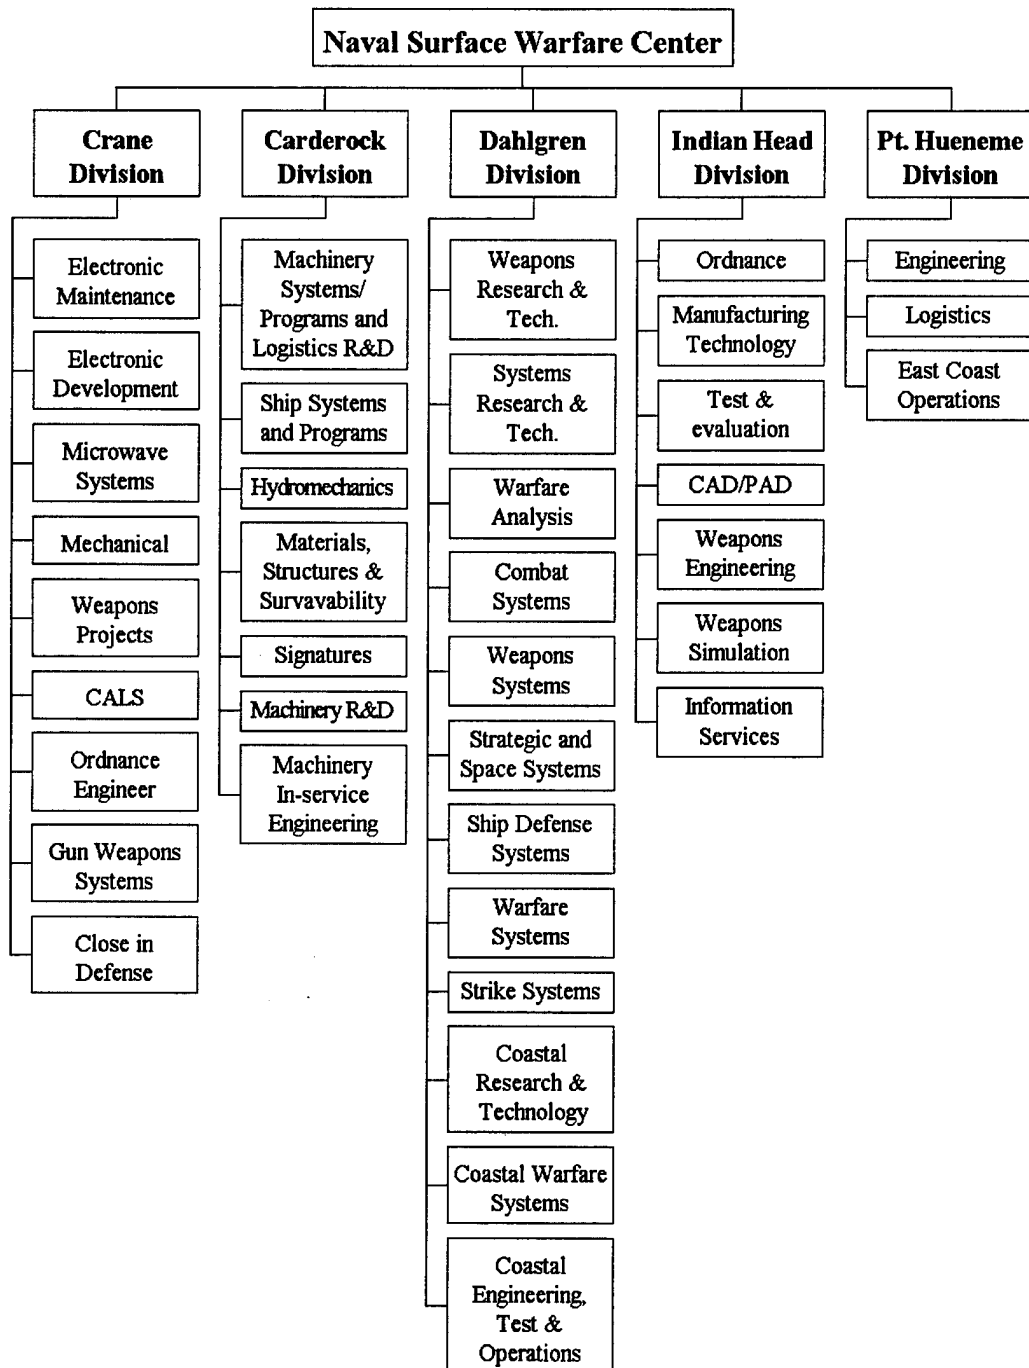 Naval Surface Warfare Center
Crane
Division
Electronic
Maintenance
Electronic
Development
Microwave
Systems
Mechanical
Weapons
Projects
CALS
Ordnance
Engineer
Gun Weapons
Systems
Close in
Defense
Carderock
Division
Machinery
Systems/
Programs and
Logistics R&D
Ship Systems
and Programs
Hydromechanics
Materials,
Structures &
Survavability
Signatures
Machinery R&D
Machinery
In-service
Engineering
Dahlgren
Division
Weapons
Research &
Tech.
Systems
Research &
Tech.
Warfare
Analysis
Combat
Systems
Weapons
Systems
Strategic and
Space Systems
Ship Defense
Systems
Warfare
Systems
Strike Systems
Coastal
Research &
Technology
Coastal Warfare
Systems
Coastal
Engineering,
Test &
Operations
Indian Head
Division
Ordnance
Manufacturing
Technology
Test &
evaluation
CAD/PAD
Weapons
Engineering
Weapons
Simulation
Information
Services
Pt. Hueneme
Division
Engineering
Logistics
East Coast
Operations